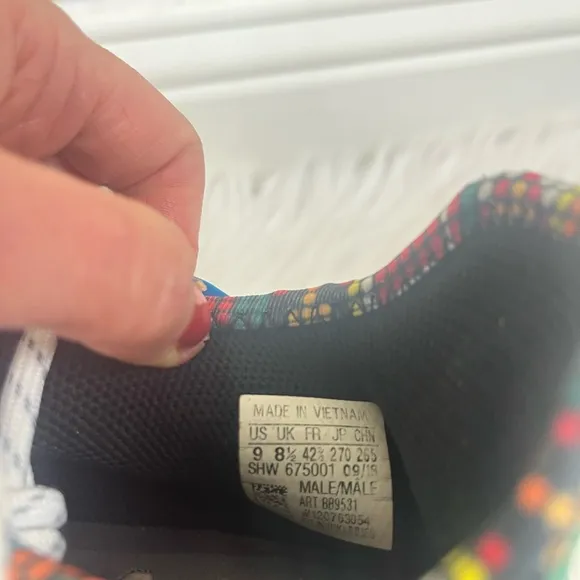 MADE IN VIETNAM
US UK FR JP CHN
9 8½ 42⅔ 270 265
SHW 675001 09/18
MALE/MALE
ART BB9531